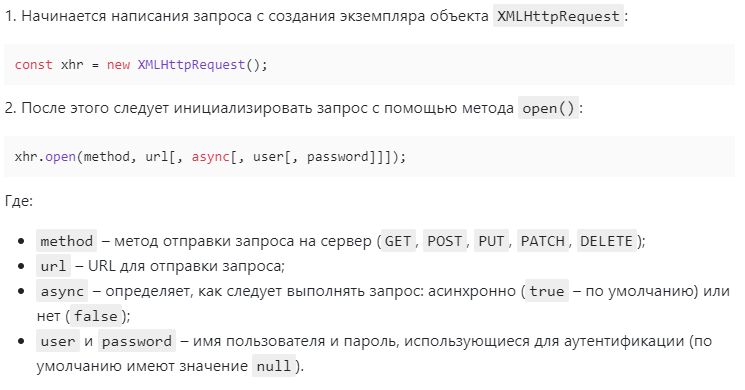 1. Начинается написания запроса с создания экземпляра объекта XMLHttpRequest:
const xhr = new XMLHttpRequest();
2. После этого следует инициализировать запрос с помощью метода open():
xhr.open(method, url[, async[, user[, password]]]);
Где:
• method – метод отправки запроса на сервер (GET, POST, PUT, PATCH, DELETE);
• url – URL для отправки запроса;
• async – определяет, как следует выполнять запрос: асинхронно (true – по умолчанию) или
нет (false);
• user и password – имя пользователя и пароль, использующиеся для аутентификации (по
умолчанию имеют значение null).